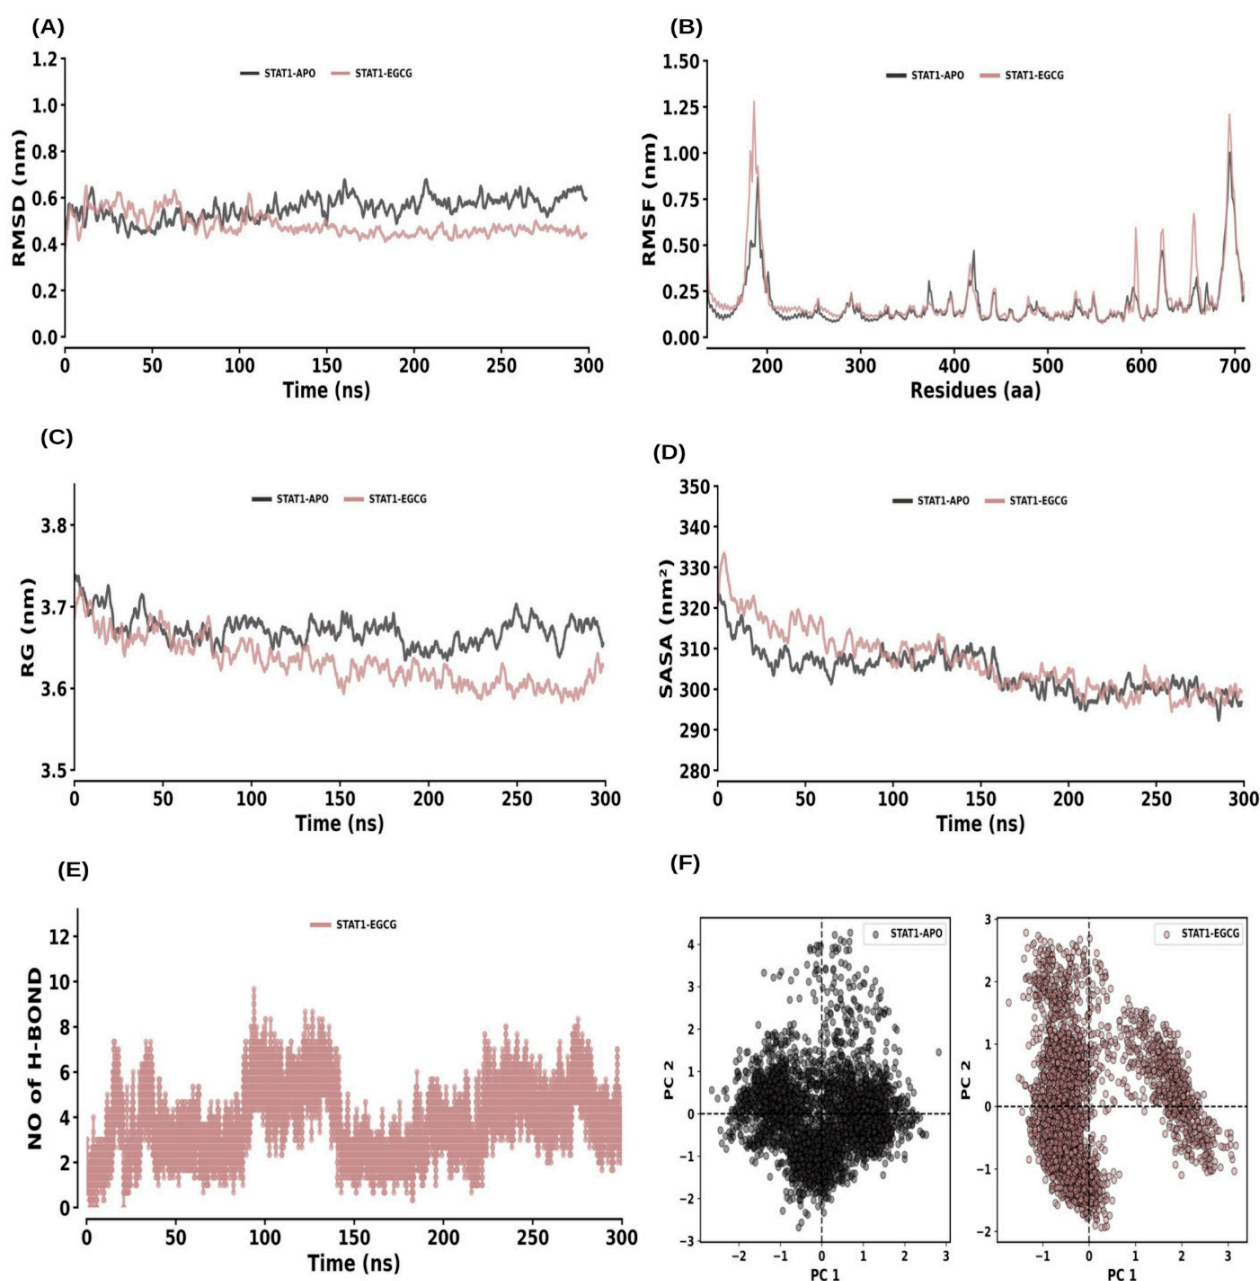 (A)
1.2
1.0
0.8
0.6
0.4
0.2
0.0
RMSD (nm)
STAT1-APO STAT1-EGCG
0 50 100 150 200 250 300
Time (ns)
(B)
1.50
1.25
1.00
0.75
0.50
0.25
0.00
RMSF (nm)
STAT1-APO STAT1-EGCG
200 300 400 500 600 700
Residues (aa)
(C)
3.8
3.7
3.6
3.5
RG (nm)
STAT1-APO STAT1-EGCG
0 50 100 150 200 250 300
Time (ns)
(D)
350
340
330
320
310
300
290
280
SASA (nm²)
STAT1-APO STAT1-EGCG
0 50 100 150 200 250 300
Time (ns)
(E)
12
10
8
6
4
2
0
NO of H-BOND
STAT1-EGCG
0 50 100 150 200 250 300
Time (ns)
(F)
4
3
2
1
0
−1
−2
−3
PC 2
STAT1-APO
−2 −1 0 1 2 3
PC 1
3
2
1
0
−1
−2
PC 2
STAT1-EGCG
−1 0 1 2 3
PC 1